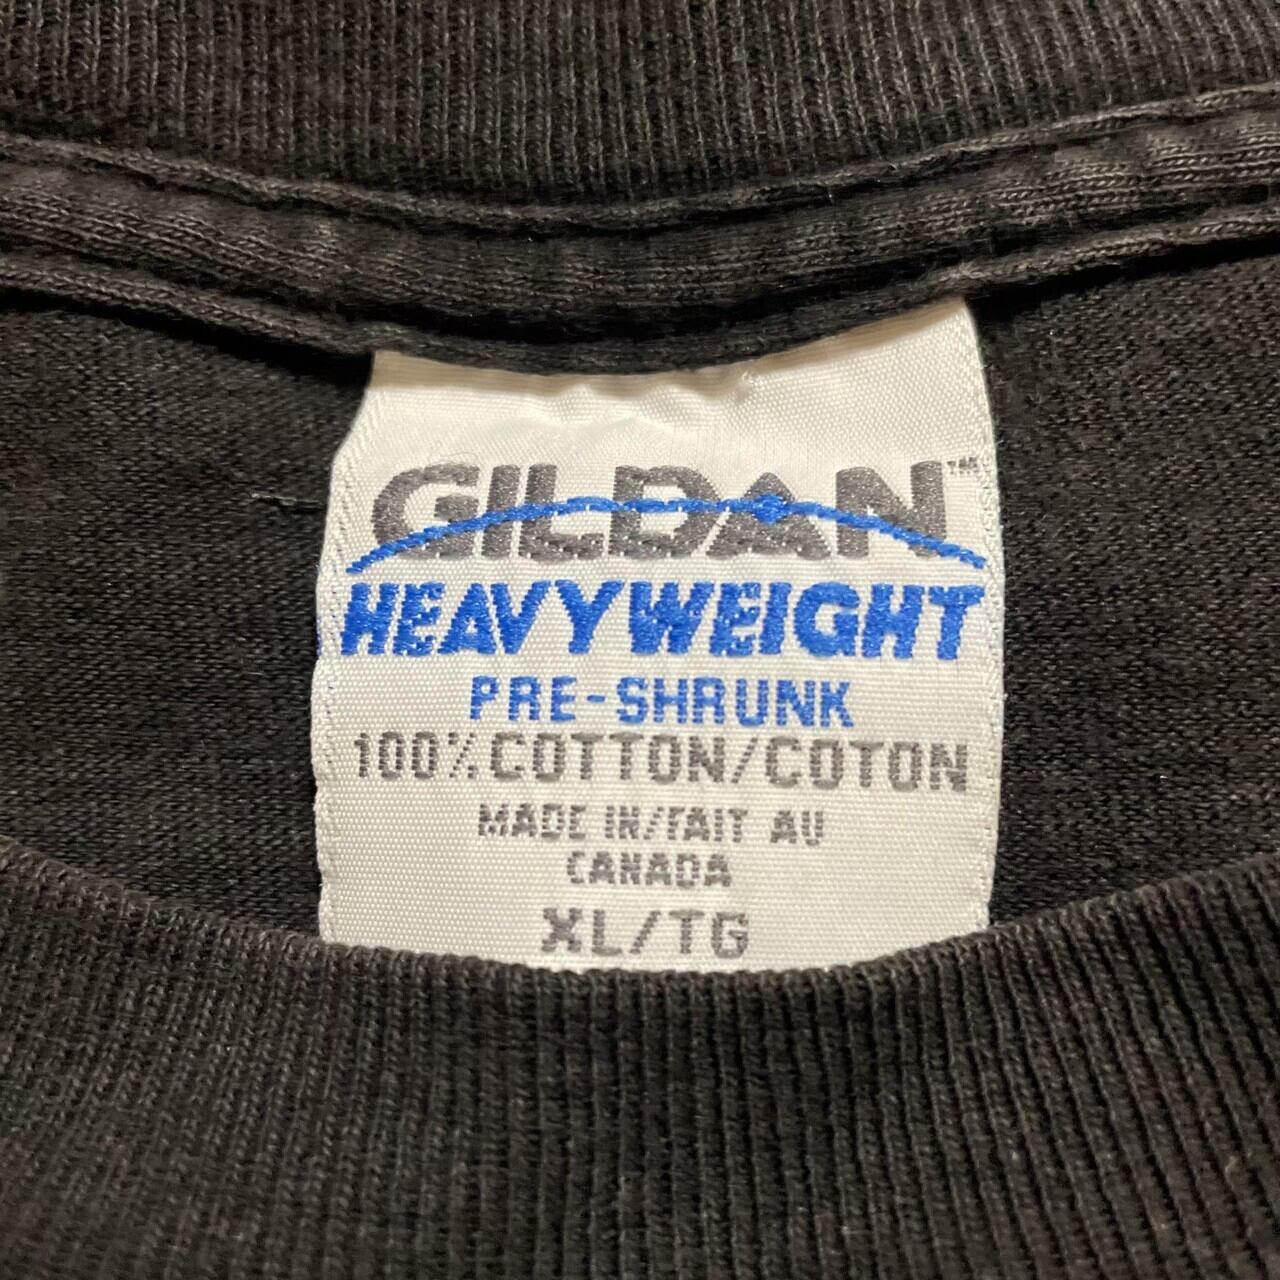 GILDAN™
HEAVYWEIGHT
PRE-SHRUNK
100% COTTON/COTON
MADE IN/FAIT AU
CANADA
XL/TG